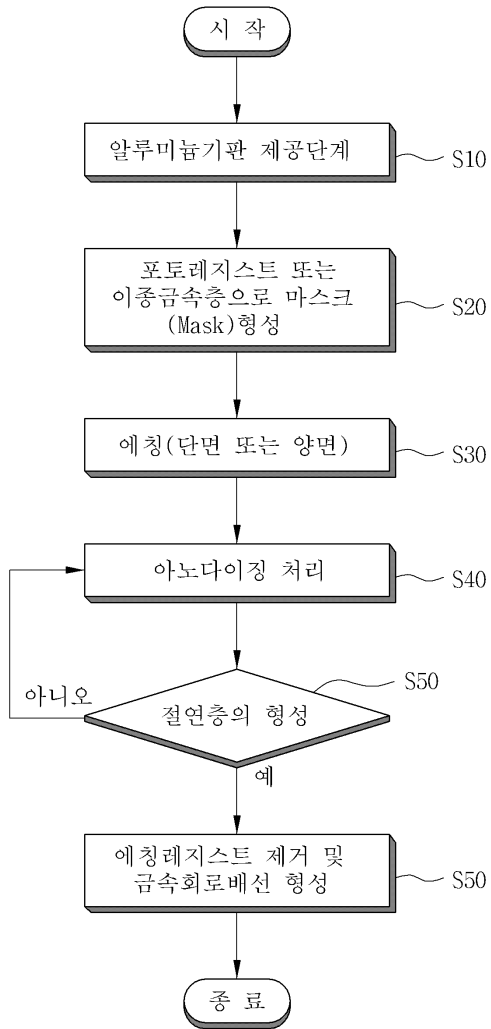 시 작
알루미늄기판 제공단계
S10
포토레지스트 또는
이종금속층으로 마스크
(Mask)형성
S20
에칭(단면 또는 양면)
S30
아노다이징 처리
S40
절연층의 형성
S50
아니오
예
에칭레지스트 제거 및
금속회로배선 형성
S50
종 료